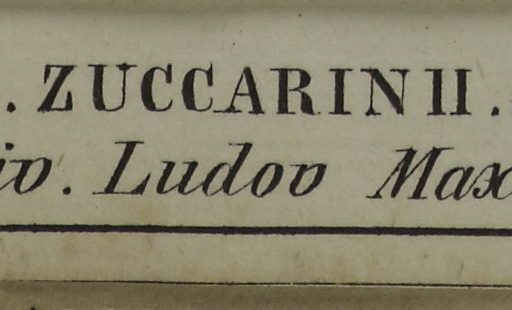 . ZUCCARINII.
iv. Ludov Max